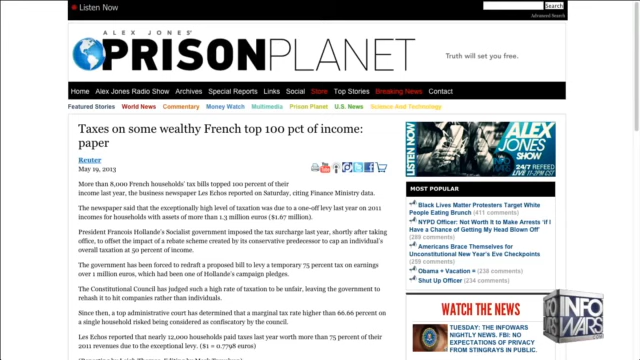 Listen Now
Search
Advanced Search
ALEX JONES'
PRISONPLANET
Truth will set you free.
Home Alex Jones Radio Show Archives Special Reports Links Social Store Top Stories Breaking News Contact
Featured Stories World News Commentary Money Watch Multimedia Prison Planet U.S. News Science And Technology
Taxes on some wealthy French top 100 pct of income:
paper
Reuter
May 19, 2013
More than 8,000 French households' tax bills topped 100 percent of their
income last year, the business newspaper Les Echos reported on Saturday, citing Finance Ministry data.
The newspaper said that the exceptionally high level of taxation was due to a one-off levy last year on 2011
incomes for households with assets of more than 1.3 million euros ($1.67 million).
President Francois Hollande's Socialist government imposed the tax surcharge last year, shortly after taking
office, to offset the impact of a rebate scheme created by its conservative predecessor to cap an individual's
overall taxation at 50 percent of income.
The government has been forced to redraft a proposed bill to levy a temporary 75 percent tax on earnings
over 1 million euros, which had been one of Hollande's campaign pledges.
The Constitutional Council has judged such a high rate of taxation to be unfair, leaving the government to
rehash it to hit companies rather than individuals.
Since then, a top administrative court has determined that a marginal tax rate higher than 66.66 percent on
a single household risked being considered as confiscatory by the council.
Les Echos reported that nearly 12,000 households paid taxes last year worth more than 75 percent of their
2011 revenues due to the exceptional levy. ($1 = 0.7798 euros)
LISTEN NOW
ALEX
JONES
SHOW
24/7 FEED
LIVE 11-2PM CST
MOST POPULAR
Black Lives Matter Protesters Target White
People Eating Brunch (411 comments)
NYPD Officer: Not Worth it to Make Arrests 'If I
Have a Chance of Getting My Head Blown Off'
(289 comments)
Americans Brace Themselves for
Unconstitutional New Year's Eve Checkpoints
(256 comments)
Obama + Vacation = (238 comments)
Shut Up Officer (234 comments)
WATCH THE NEWS
TUESDAY: THE INFOWARS
NIGHTLY NEWS. FBI: NO
EXPECTATIONS OF PRIVACY
FROM STINGRAYS IN PUBLIC.
INFO
WARS